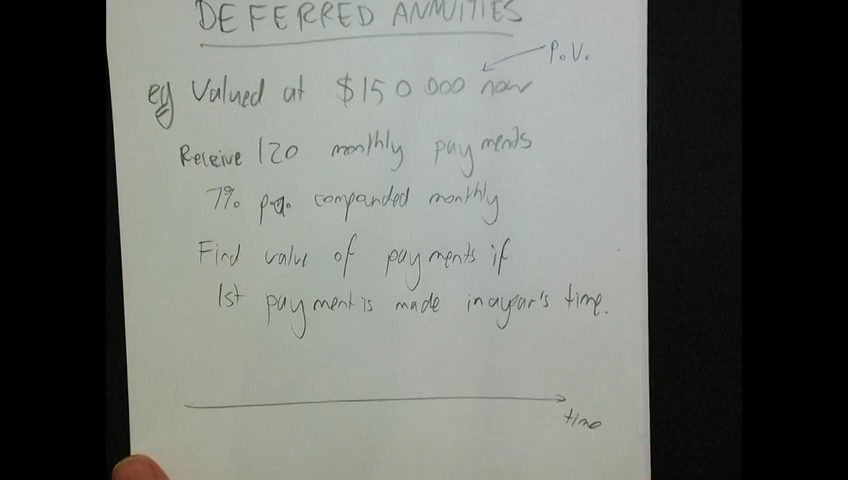 DEFERRED ANNUITIES
P.V.
eg Valued at $150 000 now
Receive 120 monthly payments
7% p.a. compounded monthly
Find value of payments if
1st payment is made in a year's time.
time